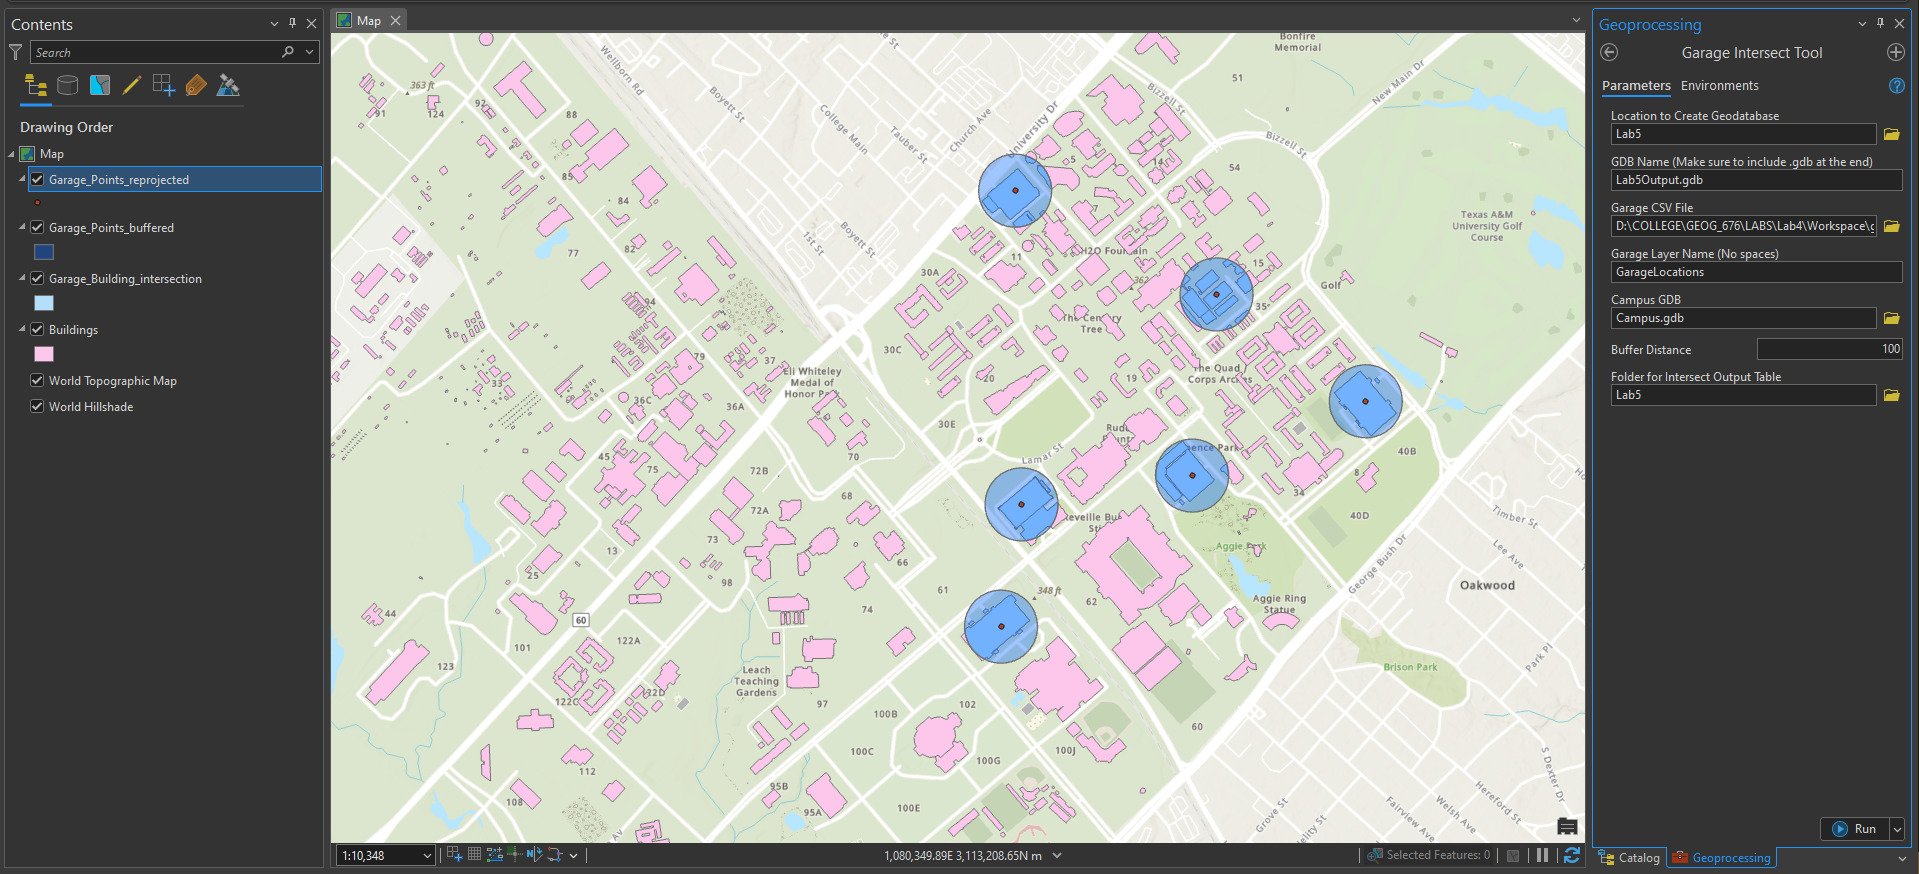 Contents
Search
Drawing Order
Map
Garage_Points_reprojected
Garage_Points_buffered
Garage_Building_intersection
Buildings
World Topographic Map
World Hillshade
Map
Bonfire
Memorial
51
New Main Dr
Wellborn Rd
363 ft
92
91
124
88
Boyett St
College Main
Tauber St
Church Ave
University Dr
Bizzell St
Bizzell St
85
84
5
14
54
7
Texas A&M
University Golf
Course
82
77
1st St
Boyett St
11
H2O Fountain
15
30A
362
35
Golf
94
The Century
Tree
30C
79
37
33
Eli Whiteley
Medal of
Honor Park
20
19
The Quad
Corps Arches
36C
36A
30E
Lamar St
45
75
70
72B
40B
8
34
68
72A
40D
Timber St
73
13
Lee Ave
66
George Bush Dr
25
98
61
348 ft
62
Oakwood
44
74
Aggie Ring
Statue
60
122A
101
123
Leach
Teaching
Gardens
Brison Park
Park Pl
122C
122D
97
102
100B
60
100C
100J
100G
112
95B
108
95A
100E
S Dexter Dr
Hereford St
Welsh Ave
Fairview Ave
Grove St
1:10,348
1,080,349.89E 3,113,208.65N m
Selected Features: 0
Geoprocessing
Garage Intersect Tool
Parameters
Environments
Location to Create Geodatabase
Lab5
GDB Name (Make sure to include .gdb at the end)
Lab5Output.gdb
Garage CSV File
D:\COLLEGE\GEOG_676\LABS\Lab4\Workspace\g
Garage Layer Name (No spaces)
GarageLocations
Campus GDB
Campus.gdb
Buffer Distance
100
Folder for Intersect Output Table
Lab5
Run
Catalog
Geoprocessing